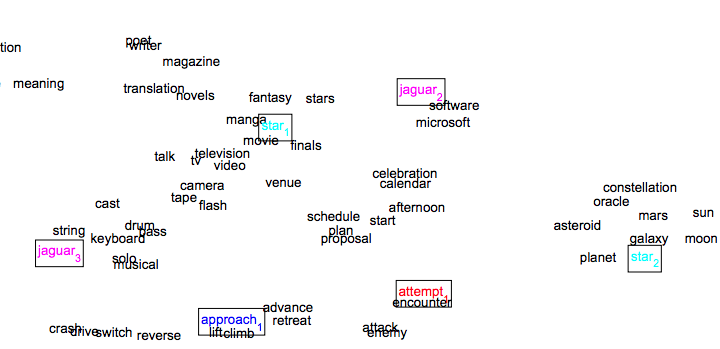 poet
writer
tion
magazine
meaning
translation
novels
fantasy
stars
jaguar2
software
microsoft
manga
star1
movie
finals
talk
television
tv
video
celebration
calendar
venue
camera
tape
flash
constellation
oracle
cast
afternoon
schedule
start
mars
sun
asteroid
string
drum
bass
keyboard
plan
proposal
galaxy
moon
jaguar3
solo
musical
planet
star2
attempt1
encounter
advance
retreat
approach1
liftclimb
crash
drive
switch
reverse
attack
enemy